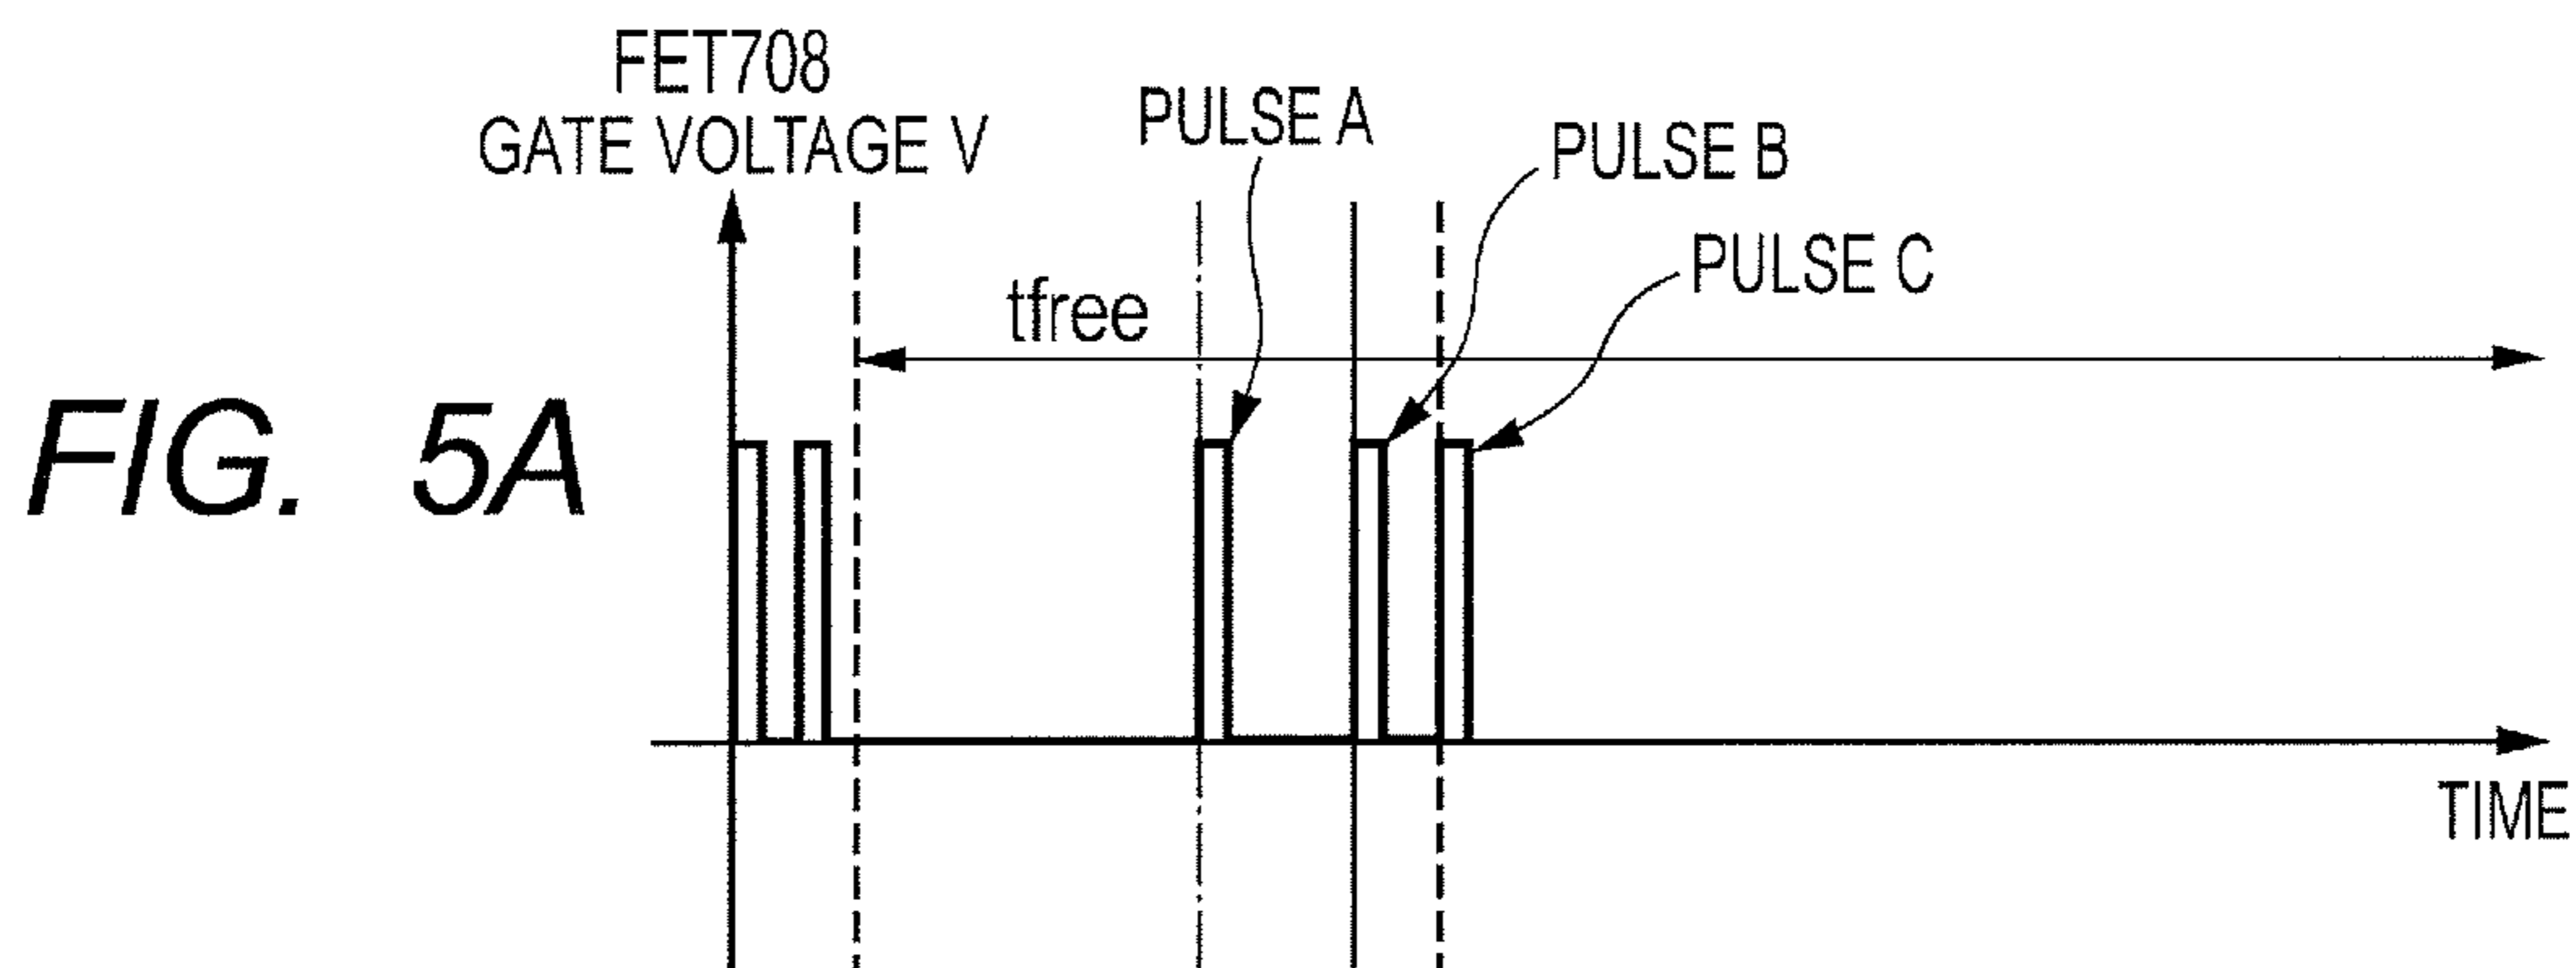 FET708
GATE VOLTAGE V
PULSE A
PULSE B
PULSE C
tfree
FIG. 5A
TIME